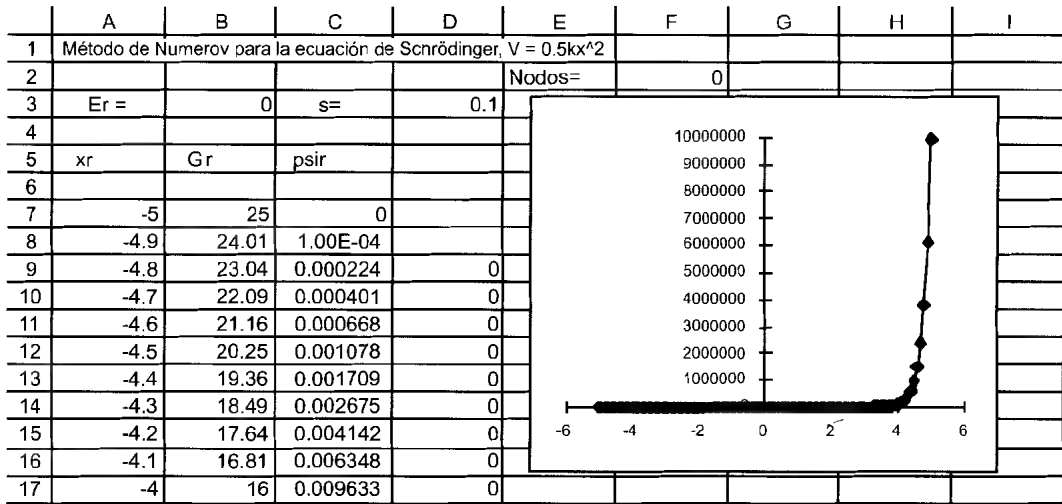 A B C D E F G H I
1 Método de Numerov para la ecuación de Schrödinger, V = 0.5kx^2
2 Nodos= 0
3 Er = 0 s= 0.1
4
5 xr Gr psir
6
7 -5 25 0
8 -4.9 24.01 1.00E-04
9 -4.8 23.04 0.000224 0
10 -4.7 22.09 0.000401 0
11 -4.6 21.16 0.000668 0
12 -4.5 20.25 0.001078 0
13 -4.4 19.36 0.001709 0
14 -4.3 18.49 0.002675 0
15 -4.2 17.64 0.004142 0
16 -4.1 16.81 0.006348 0
17 -4 16 0.009633 0
10000000
9000000
8000000
7000000
6000000
5000000
4000000
3000000
2000000
1000000
0
-6 -4 -2 0 2 4 6